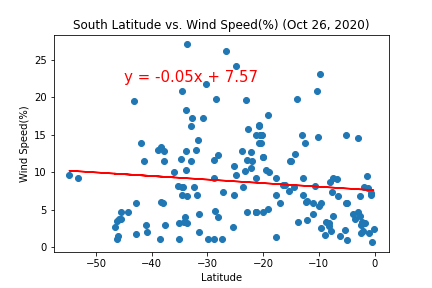 South Latitude vs. Wind Speed(%) (Oct 26, 2020)
25
y = -0.05x + 7.57
20
15
10
5
0
Wind Speed(%)
−50 −40 −30 −20 −10 0
Latitude